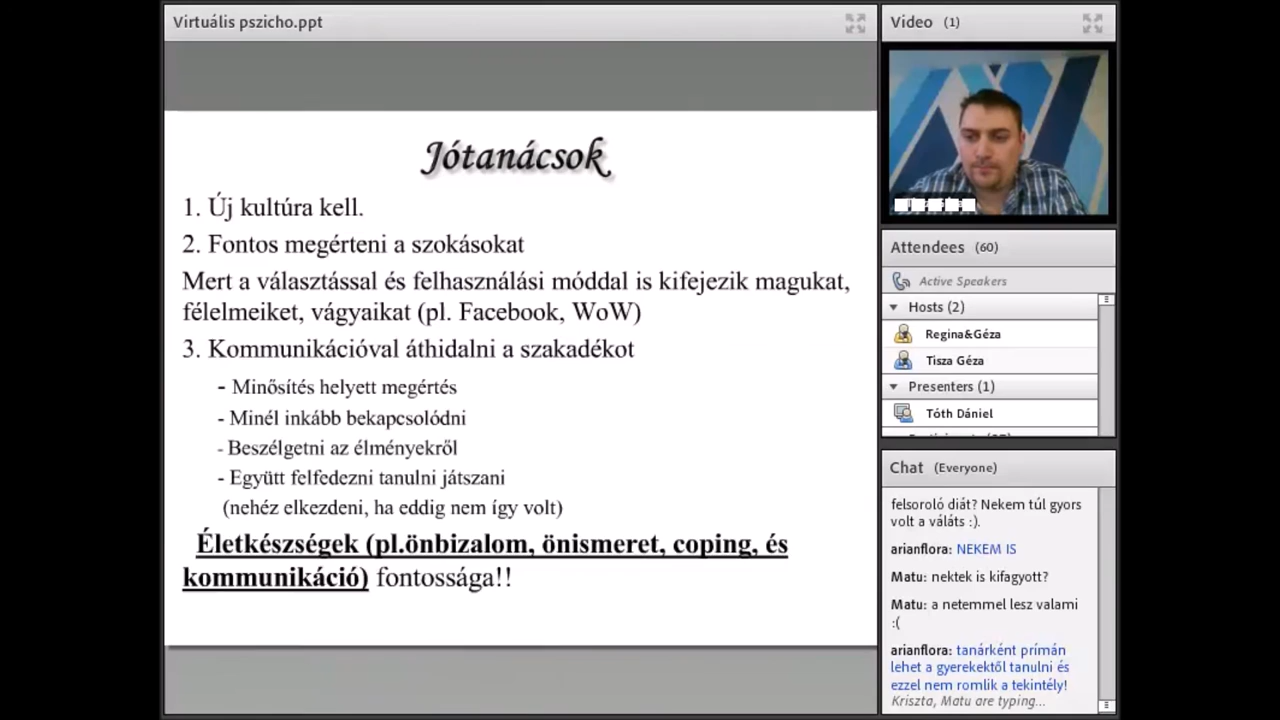 Virtuális pszicho.ppt
Jótanácsok
1. Új kultúra kell.
2. Fontos megérteni a szokásokat
Mert a választással és felhasználási móddal is kifejezik magukat,
félelmeiket, vágyaikat (pl. Facebook, WoW)
3. Kommunikációval áthidalni a szakadékot
- Minősítés helyett megértés
- Minél inkább bekapcsolódni
- Beszélgetni az élményekről
- Együtt felfedezni tanulni játszani
(nehéz elkezdeni, ha eddig nem így volt)
Életkészségek (pl.önbizalom, önismeret, coping, és
kommunikáció) fontossága!!
Video (1)
Attendees (60)
Active Speakers
Hosts (2)
Regina&Géza
Tisza Géza
Presenters (1)
Tóth Dániel
Chat (Everyone)
felsoroló diát? Nekem túl gyors
volt a váláts :).
arianflora: NEKEM IS
Matu: nektek is kifagyott?
Matu: a netemmel lesz valami
:(
arianflora: tanárként prímán
lehet a gyerekektől tanulni és
ezzel nem romlik a tekintély!
Kriszta, Matu are typing...